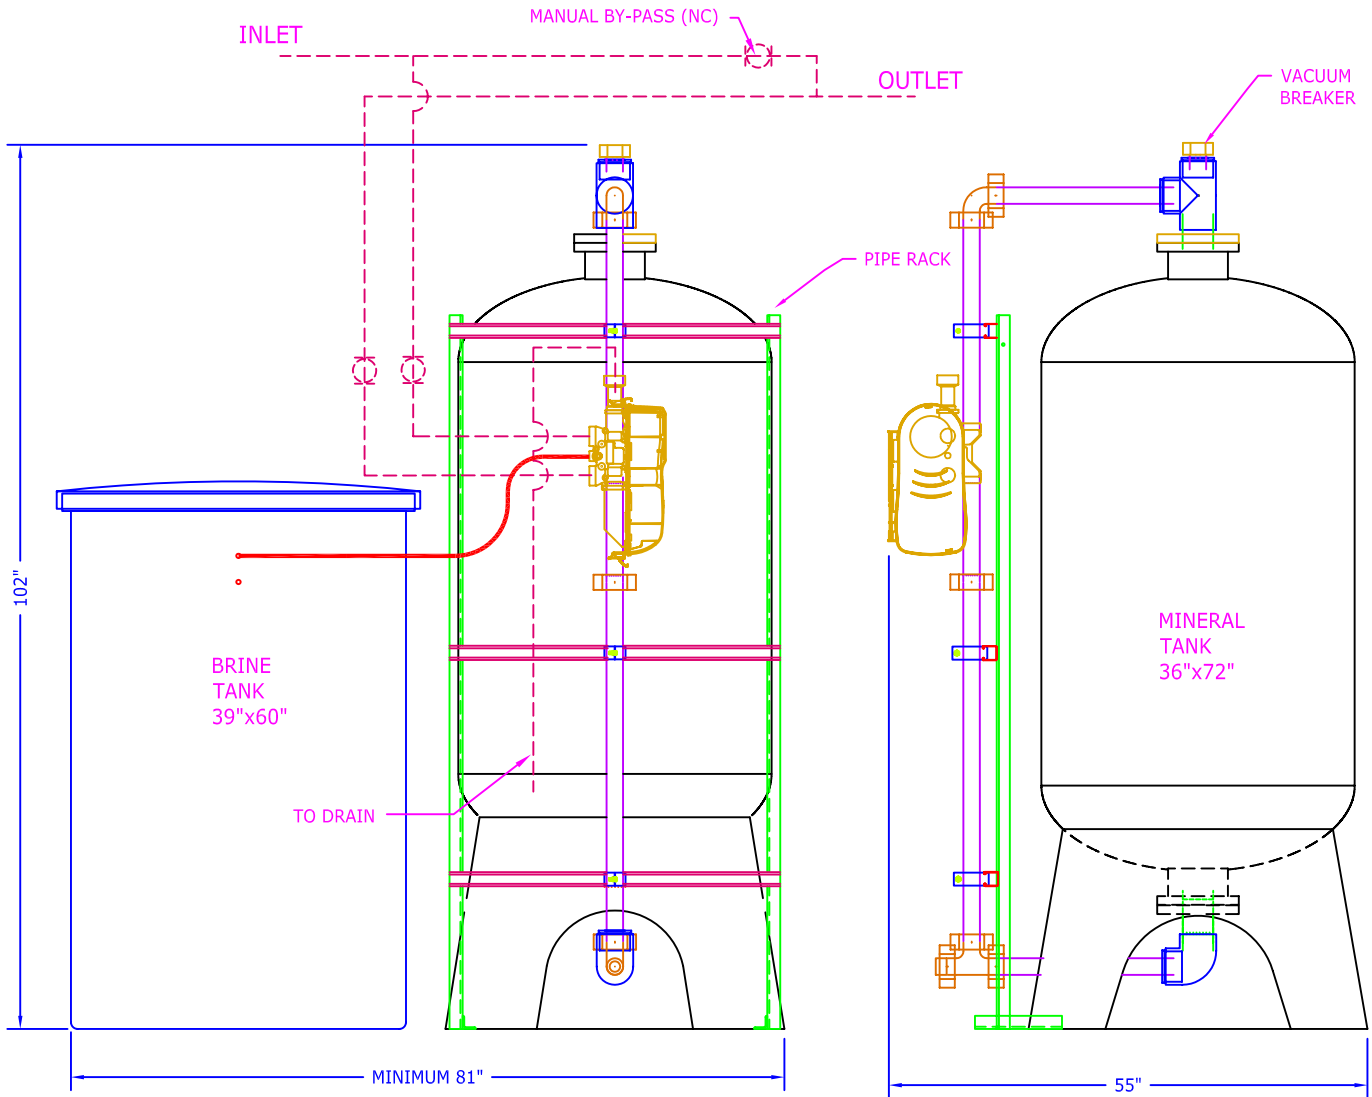 MANUAL BY-PASS (NC)
INLET
OUTLET
VACUUM
BREAKER
PIPE RACK
102"
BRINE
TANK
39"x60"
MINERAL
TANK
36"x72"
TO DRAIN
MINIMUM 81"
55"